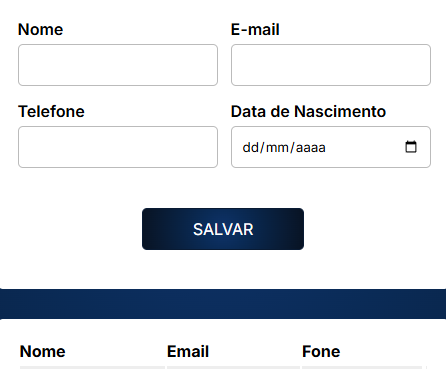 Nome E-mail
Telefone Data de Nascimento
dd/mm/aaaa
SALVAR
Nome Email Fone